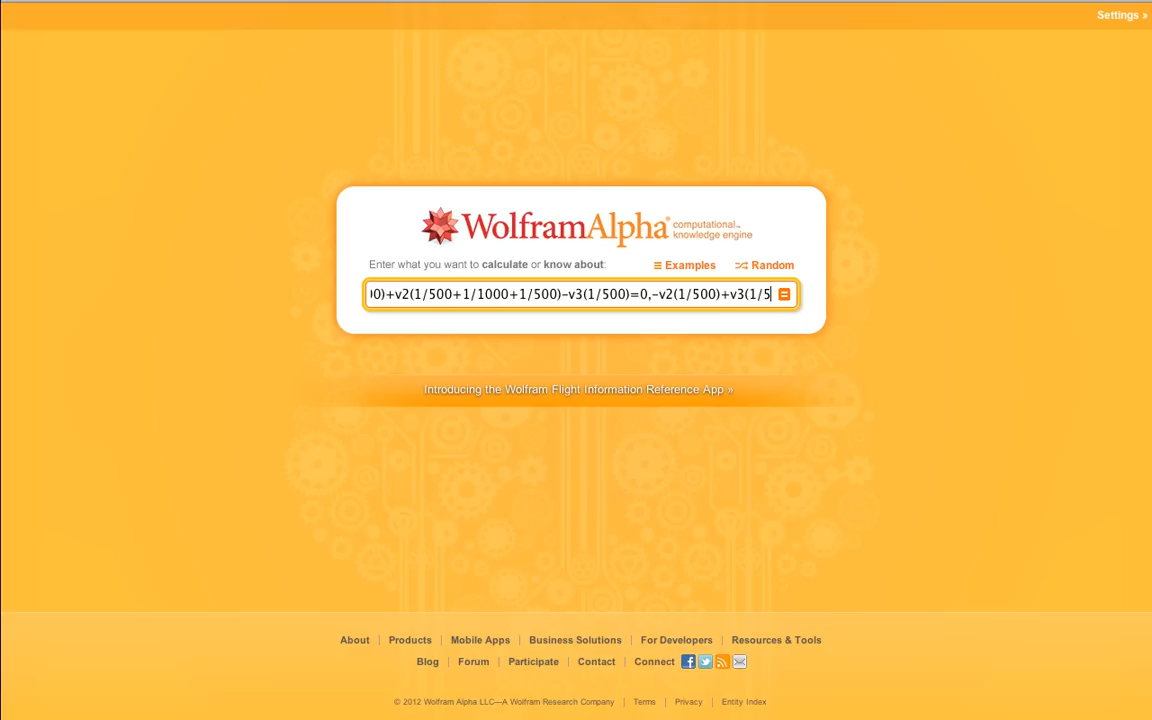 Settings »
WolframAlpha® computational™ knowledge engine
Enter what you want to calculate or know about: Examples Random
0)+v2(1/500+1/1000+1/500)–v3(1/500)=0,–v2(1/500)+v3(1/5
Introducing the Wolfram Flight Information Reference App »
About | Products | Mobile Apps | Business Solutions | For Developers | Resources & Tools
Blog | Forum | Participate | Contact | Connect
© 2012 Wolfram Alpha LLC—A Wolfram Research Company | Terms | Privacy | Entity Index